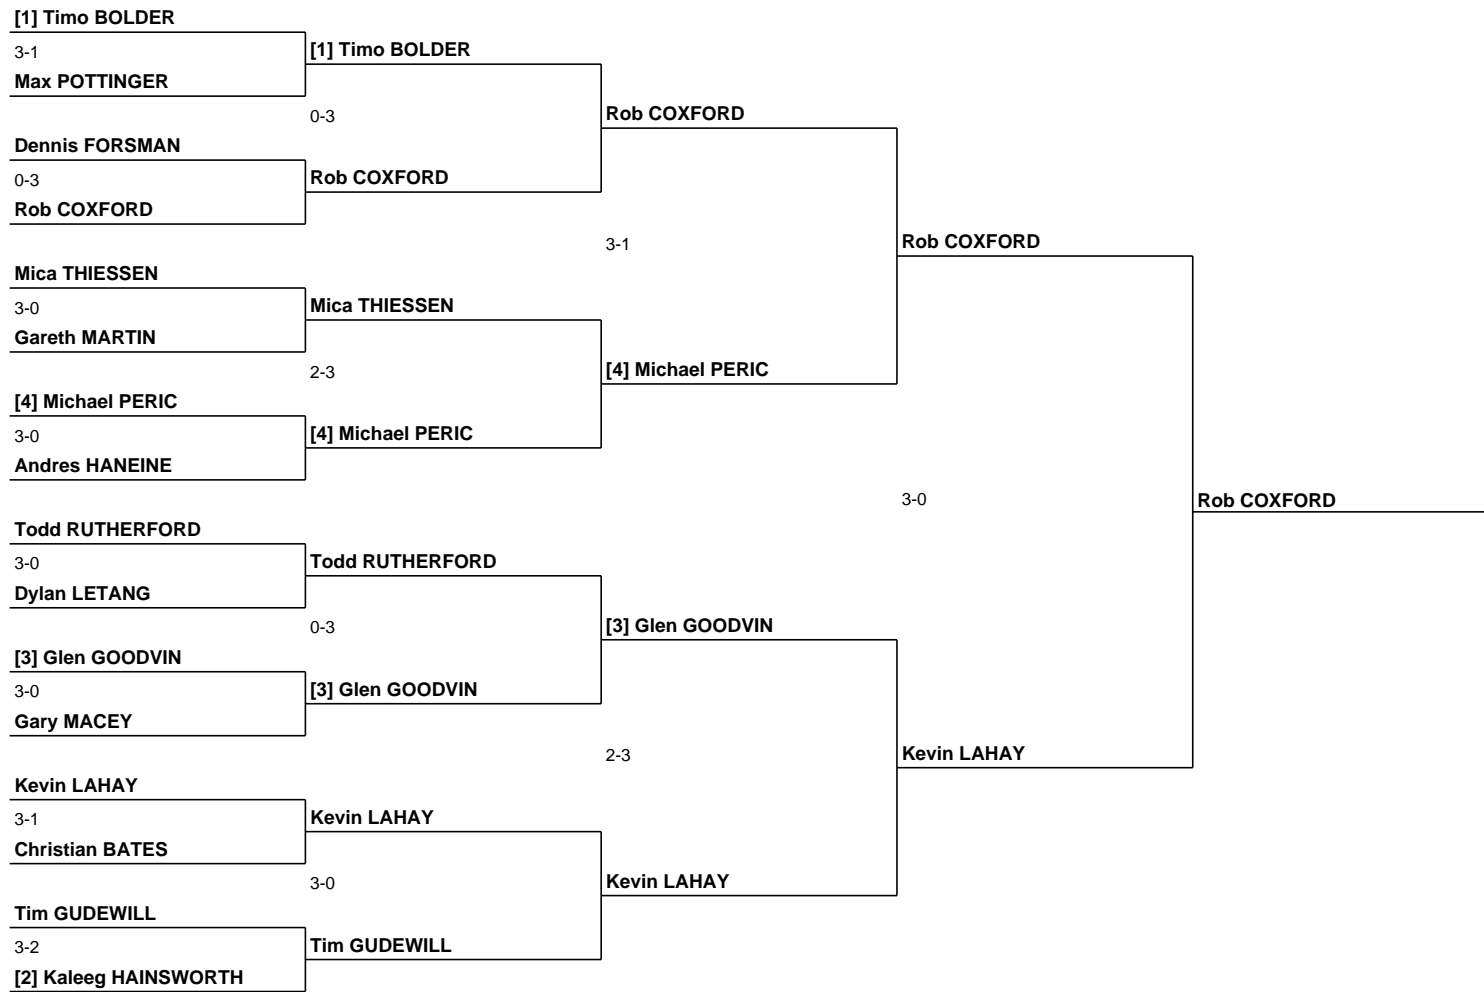 [1] Timo BOLDER
3-1
[1] Timo BOLDER
Max POTTINGER
0-3
Rob COXFORD
Dennis FORSMAN
0-3
Rob COXFORD
Rob COXFORD
3-1
Rob COXFORD
Mica THIESSEN
3-0
Mica THIESSEN
Gareth MARTIN
2-3
[4] Michael PERIC
[4] Michael PERIC
3-0
[4] Michael PERIC
Andres HANEINE
3-0
Rob COXFORD
Todd RUTHERFORD
3-0
Todd RUTHERFORD
Dylan LETANG
0-3
[3] Glen GOODVIN
[3] Glen GOODVIN
3-0
[3] Glen GOODVIN
Gary MACEY
2-3
Kevin LAHAY
Kevin LAHAY
3-1
Kevin LAHAY
Christian BATES
3-0
Kevin LAHAY
Tim GUDEWILL
3-2
Tim GUDEWILL
[2] Kaleeg HAINSWORTH